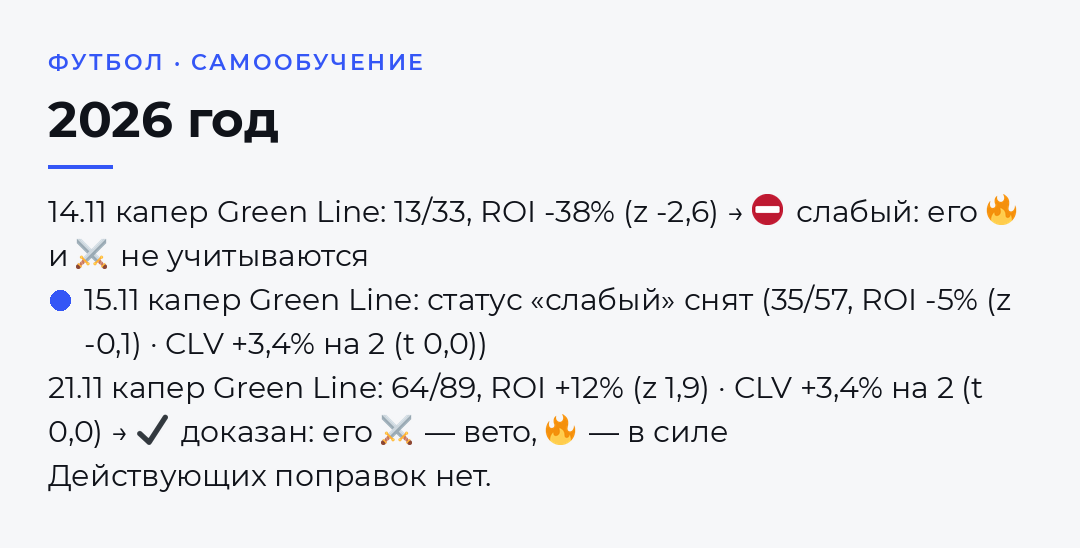 ФУТБОЛ · САМООБУЧЕНИЕ
2026 год
14.11 капер Green Line: 13/33, ROI -38% (z -2,6) → ⛔ слабый: его 🔥
и ⚔️ не учитываются
● 15.11 капер Green Line: статус «слабый» снят (35/57, ROI -5% (z
-0,1) · CLV +3,4% на 2 (t 0,0))
21.11 капер Green Line: 64/89, ROI +12% (z 1,9) · CLV +3,4% на 2 (t
0,0) → ✔ доказан: его ⚔️ — вето, 🔥 — в силе
Действующих поправок нет.